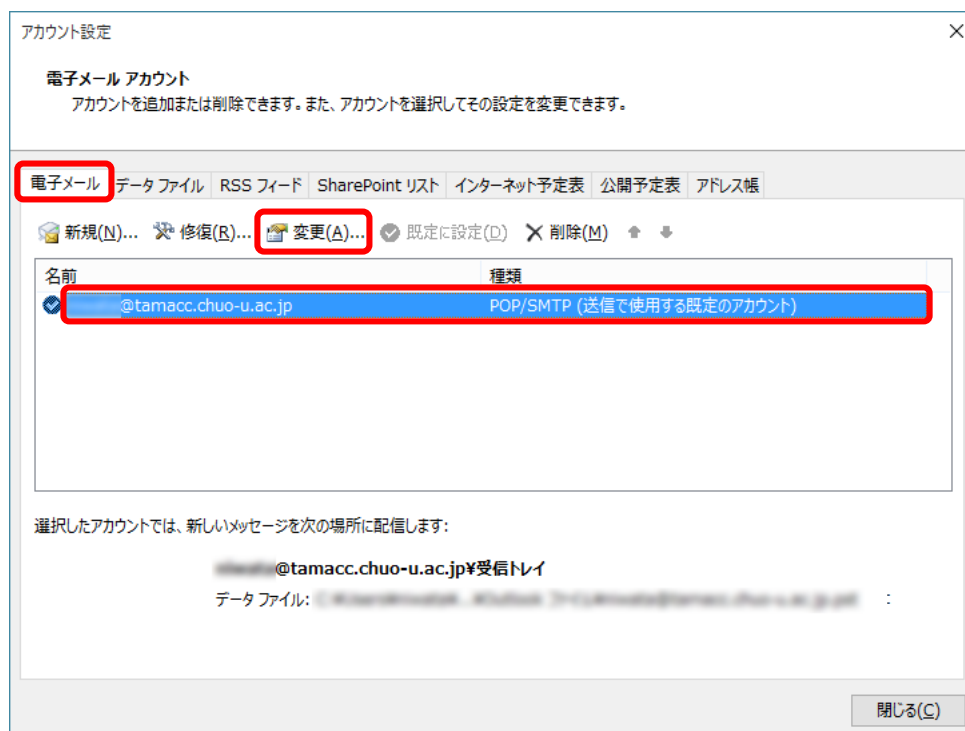 アカウント設定
電子メール アカウント
アカウントを追加または削除できます。また、アカウントを選択してその設定を変更できます。
電子メール データ ファイル RSS フィード SharePoint リスト インターネット予定表 公開予定表 アドレス帳
新規(N)... 修復(R)... 変更(A)... 既定に設定(D) 削除(M)
名前 種類
@tamacc.chuo-u.ac.jp POP/SMTP (送信で使用する既定のアカウント)
選択したアカウントでは、新しいメッセージを次の場所に配信します:
@tamacc.chuo-u.ac.jp¥受信トレイ
データ ファイル: :
閉じる(C)